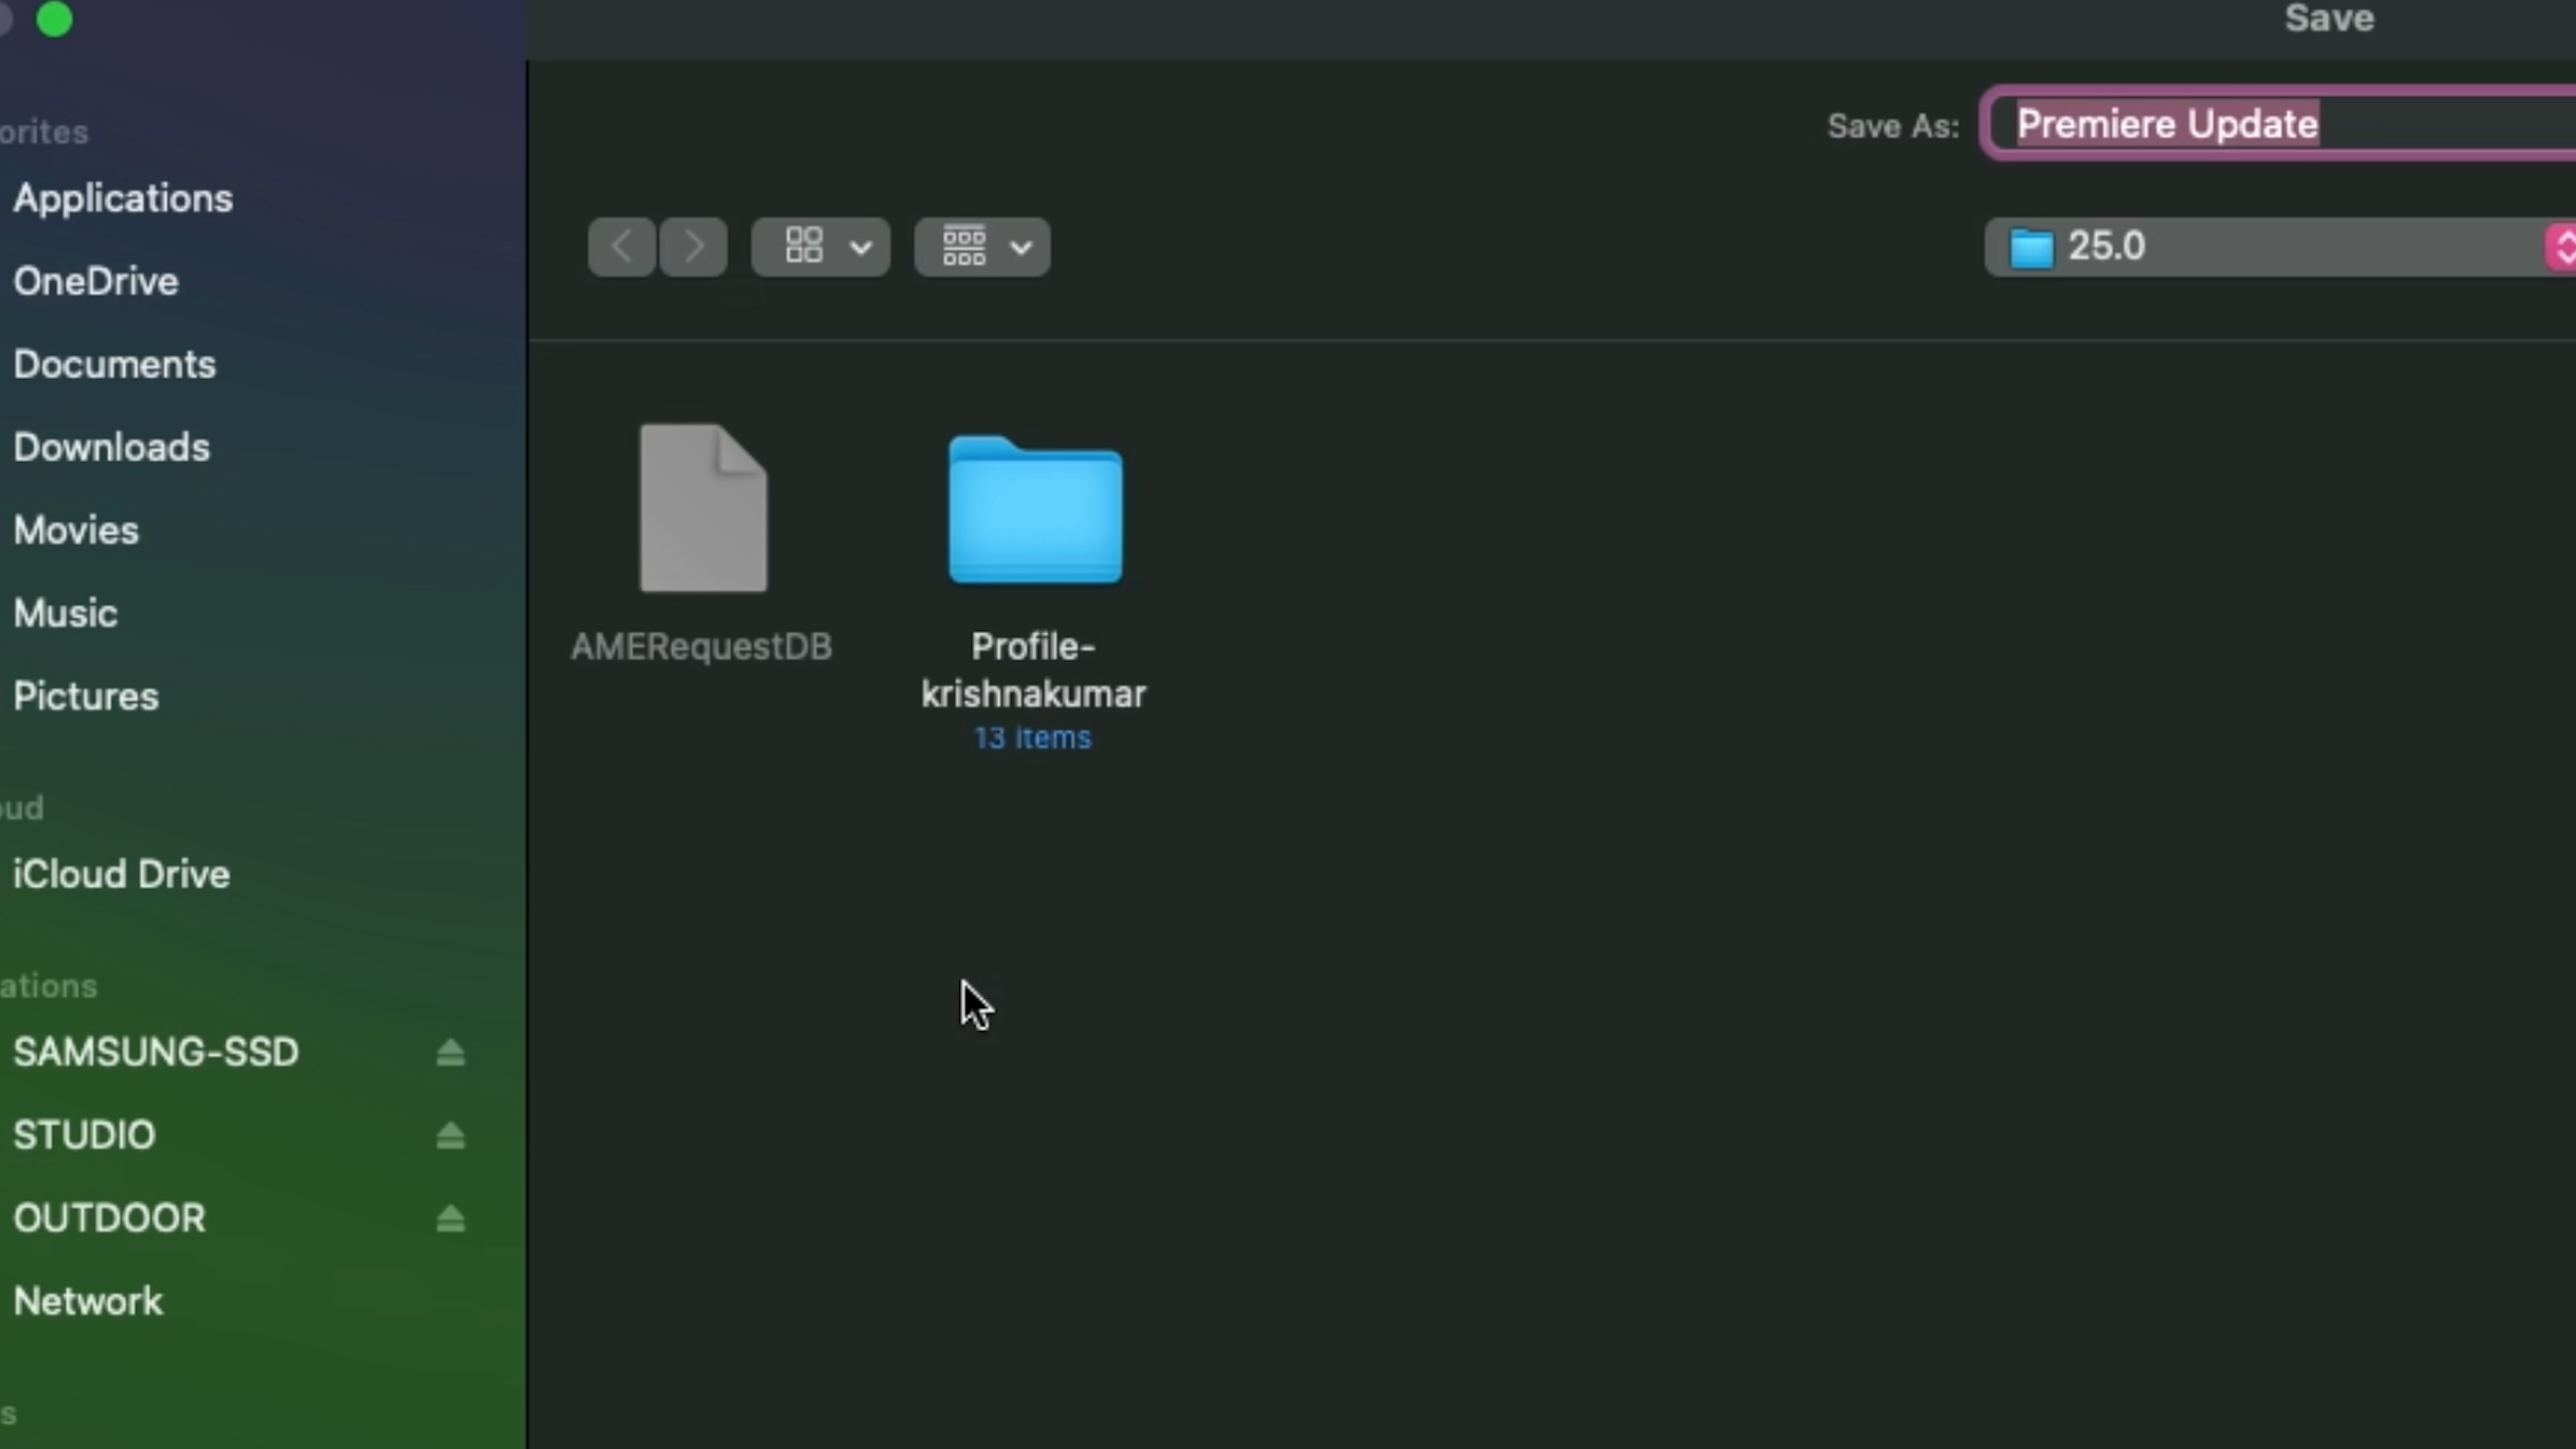 Save
Save As: Premiere Update
25.0
orites
Applications
OneDrive
Documents
Downloads
Movies
Music
Pictures
oud
iCloud Drive
ations
SAMSUNG-SSD
STUDIO
OUTDOOR
Network
s
AMERequestDB
Profile-
krishnakumar
13 items